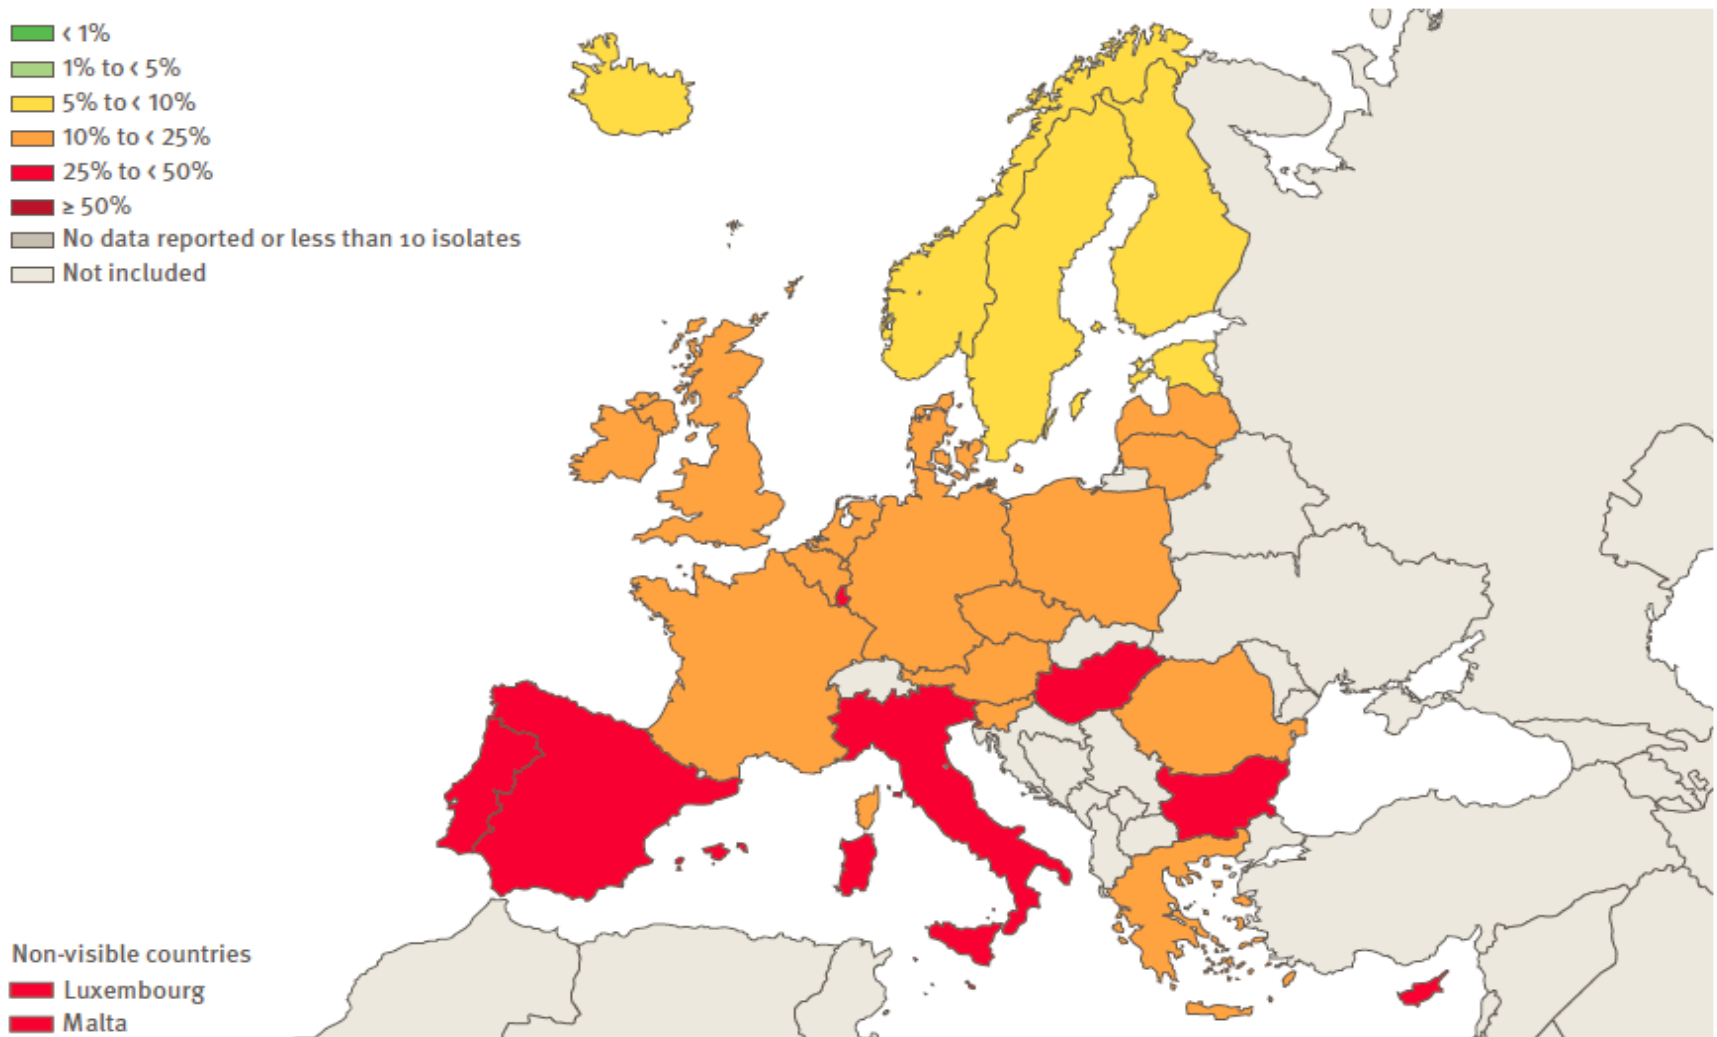 < 1%
1% to < 5%
5% to < 10%
10% to < 25%
25% to < 50%
≥ 50%
No data reported or less than 10 isolates
Not included
Non-visible countries
Luxembourg
Malta